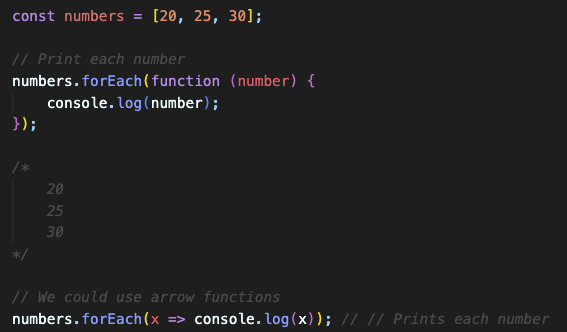 const numbers = [20, 25, 30];
// Print each number
numbers.forEach(function (number) {
console.log(number);
});
/*
20
25
30
*/
// We could use arrow functions
numbers.forEach(x => console.log(x)); // // Prints each number